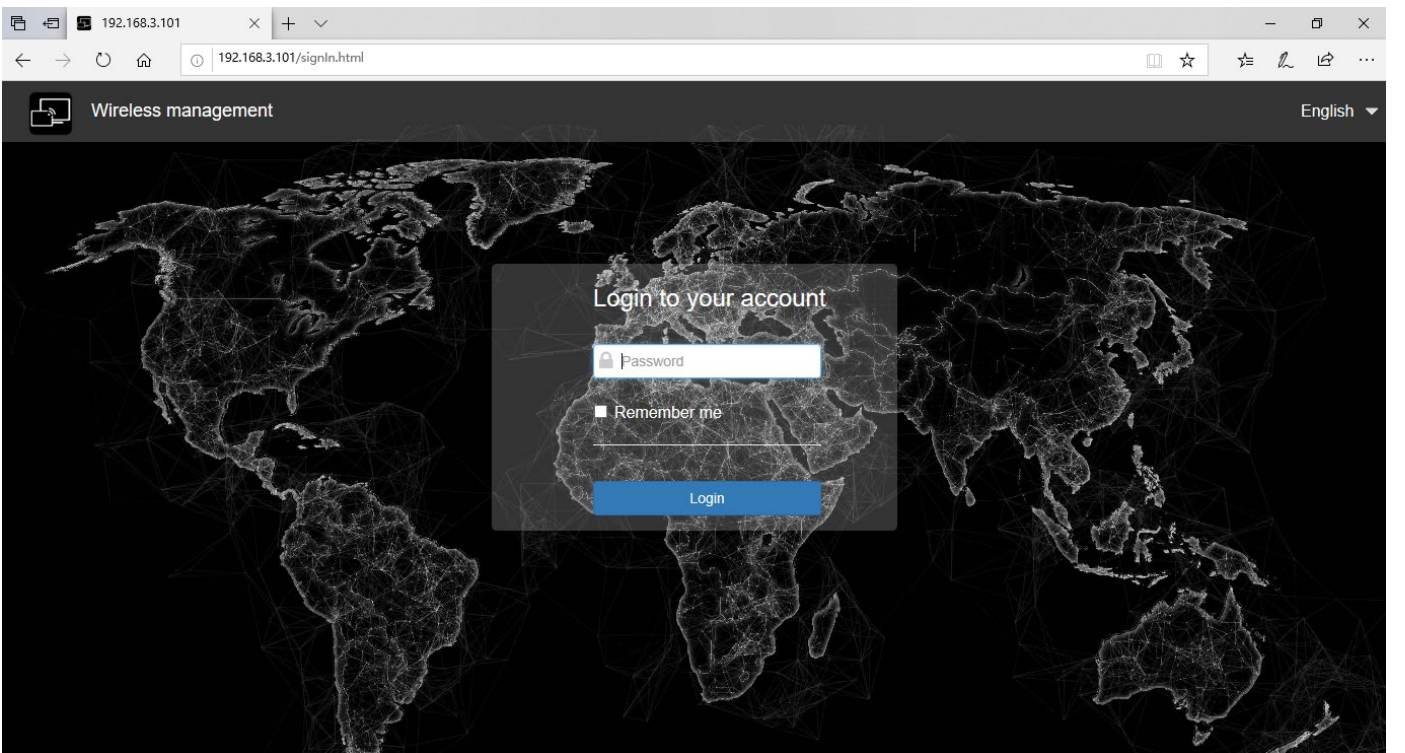 192.168.3.101
192.168.3.101/signIn.html
Wireless management
English
Login to your account
Password
Remember me
Login